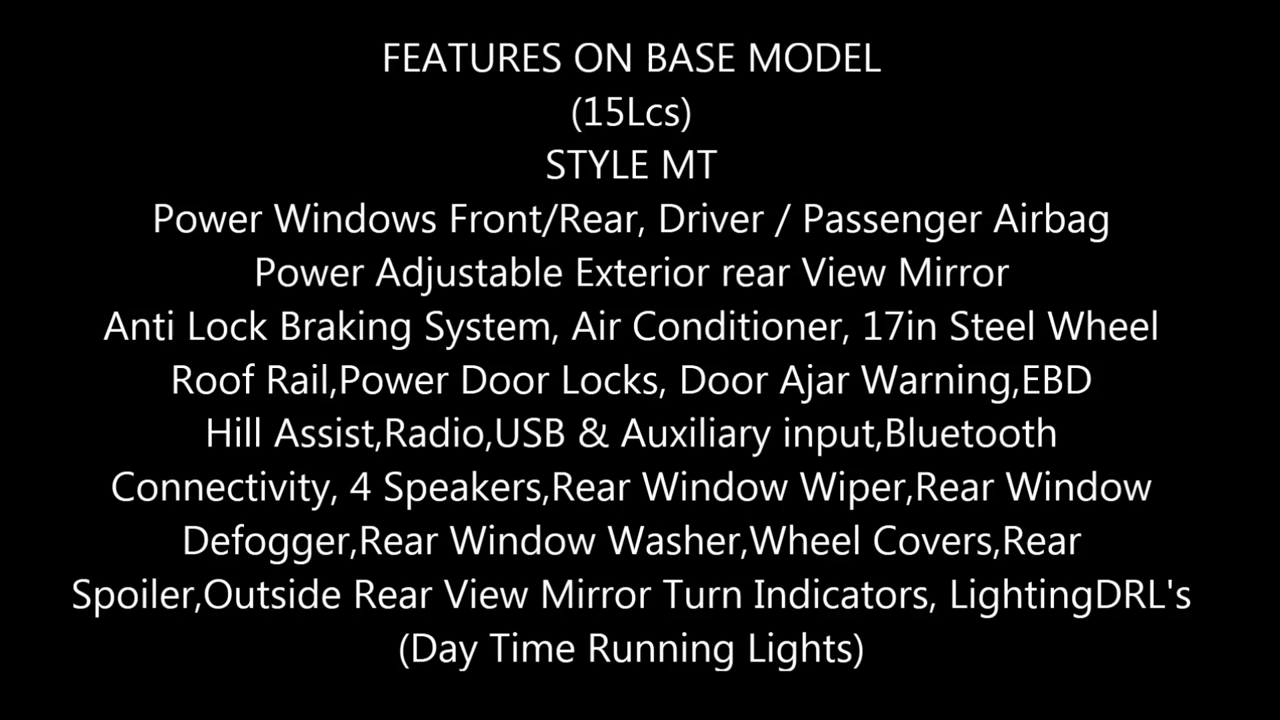 FEATURES ON BASE MODEL
(15Lcs)
STYLE MT
Power Windows Front/Rear, Driver / Passenger Airbag
Power Adjustable Exterior rear View Mirror
Anti Lock Braking System, Air Conditioner, 17in Steel Wheel
Roof Rail,Power Door Locks, Door Ajar Warning,EBD
Hill Assist,Radio,USB & Auxiliary input,Bluetooth
Connectivity, 4 Speakers,Rear Window Wiper,Rear Window
Defogger,Rear Window Washer,Wheel Covers,Rear
Spoiler,Outside Rear View Mirror Turn Indicators, LightingDRL's
(Day Time Running Lights)